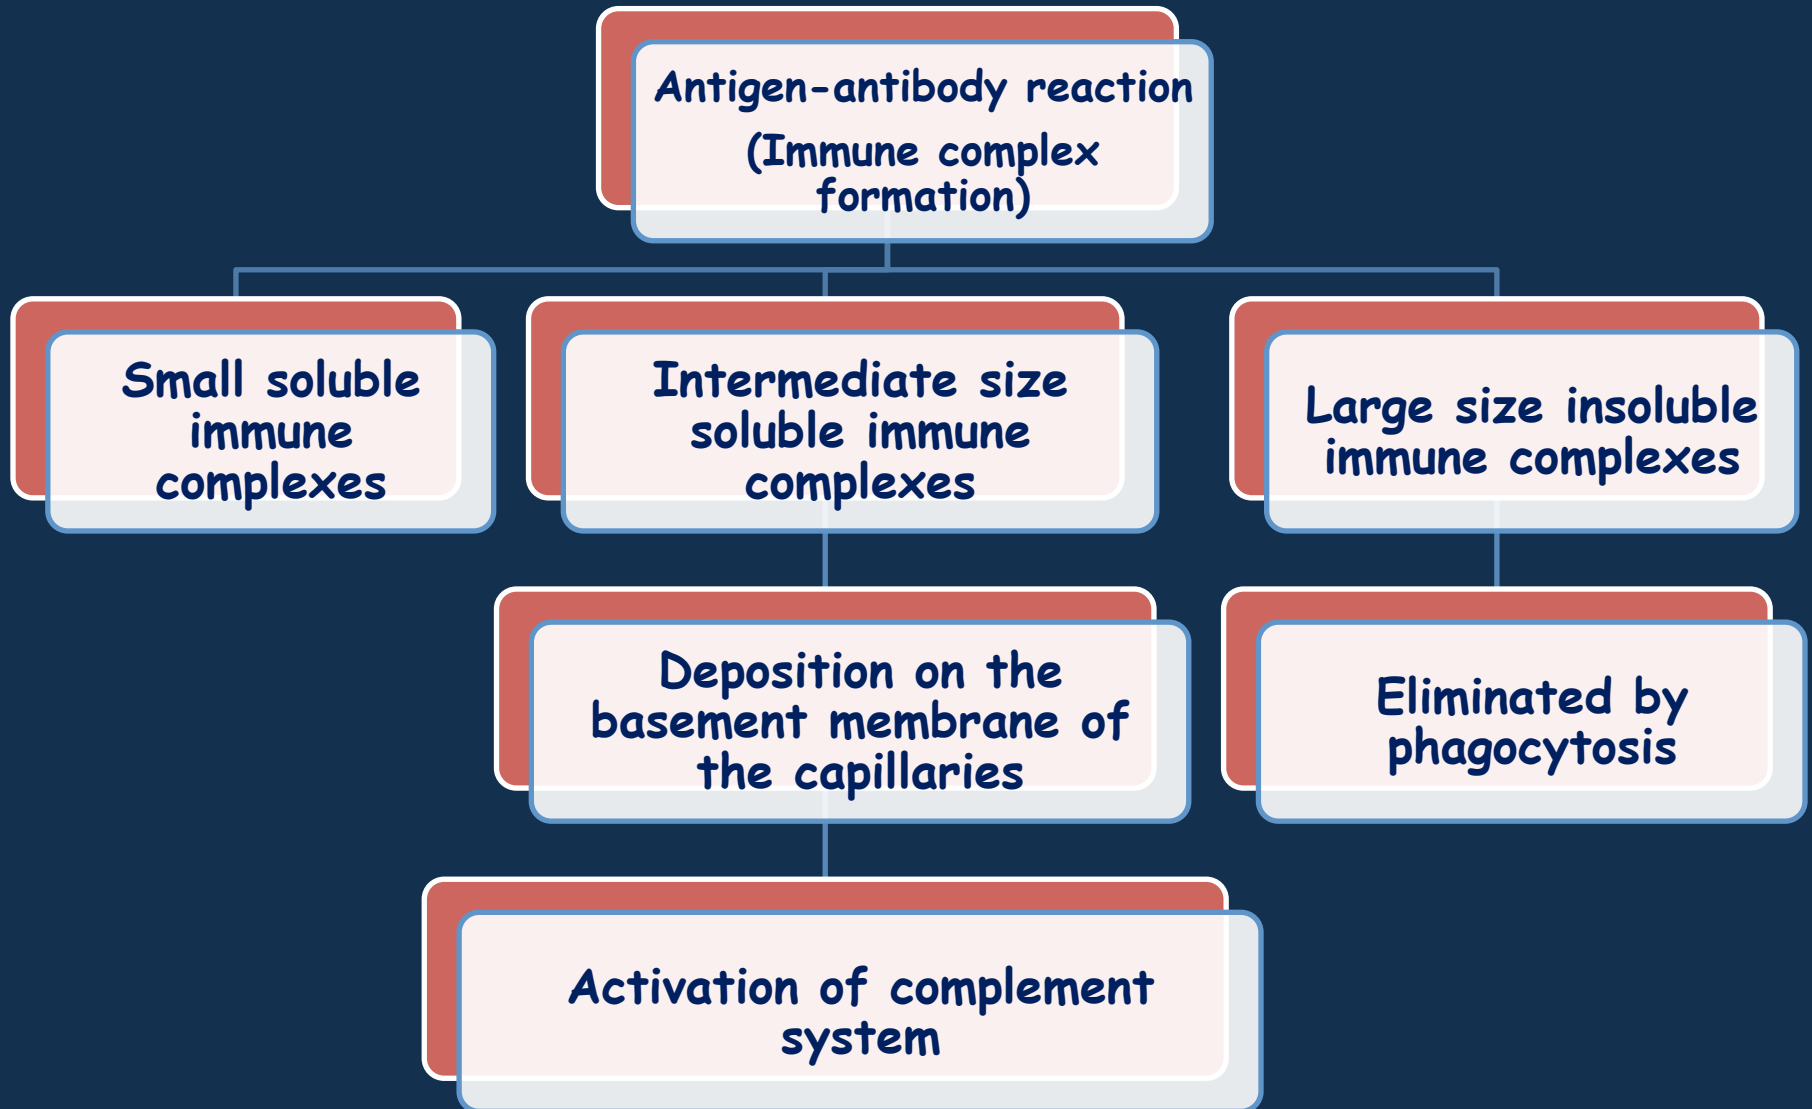 Antigen-antibody reaction
(Immune complex
formation)
Small soluble
immune
complexes
Intermediate size
soluble immune
complexes
Large size insoluble
immune complexes
Deposition on the
basement membrane of
the capillaries
Eliminated by
phagocytosis
Activation of complement
system